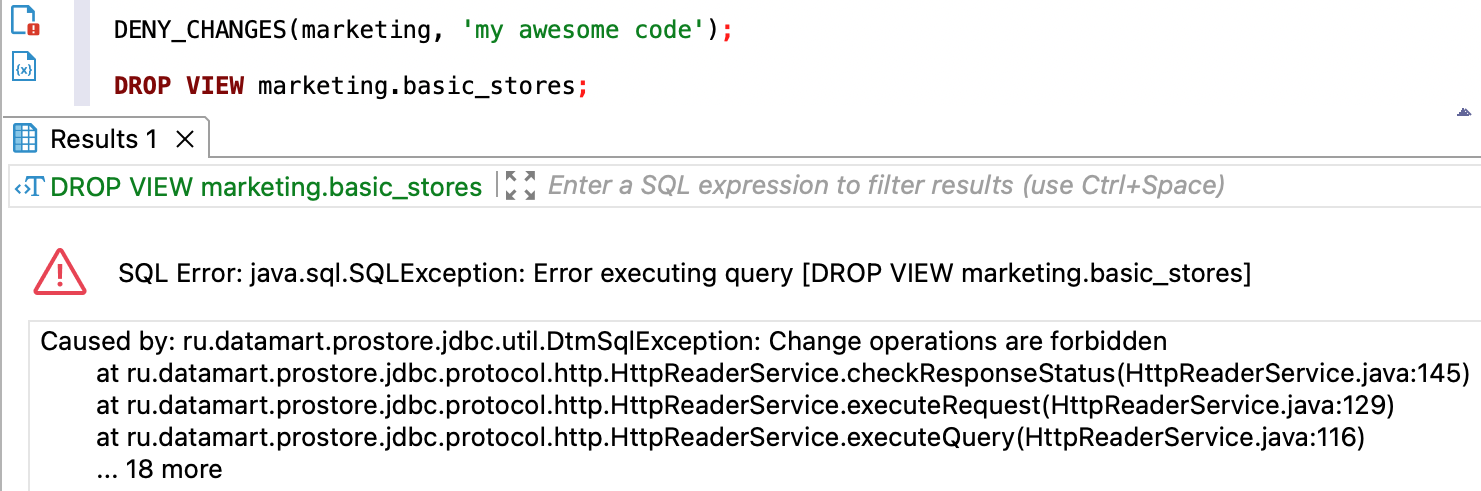 DENY_CHANGES(marketing, 'my awesome code');
DROP VIEW marketing.basic_stores;
Results 1
DROP VIEW marketing.basic_stores
Enter a SQL expression to filter results (use Ctrl+Space)
SQL Error: java.sql.SQLException: Error executing query [DROP VIEW marketing.basic_stores]
Caused by: ru.datamart.prostore.jdbc.util.DtmSqlException: Change operations are forbidden
at ru.datamart.prostore.jdbc.protocol.http.HttpReaderService.checkResponseStatus(HttpReaderService.java:145)
at ru.datamart.prostore.jdbc.protocol.http.HttpReaderService.executeRequest(HttpReaderService.java:129)
at ru.datamart.prostore.jdbc.protocol.http.HttpReaderService.executeQuery(HttpReaderService.java:116)
... 18 more